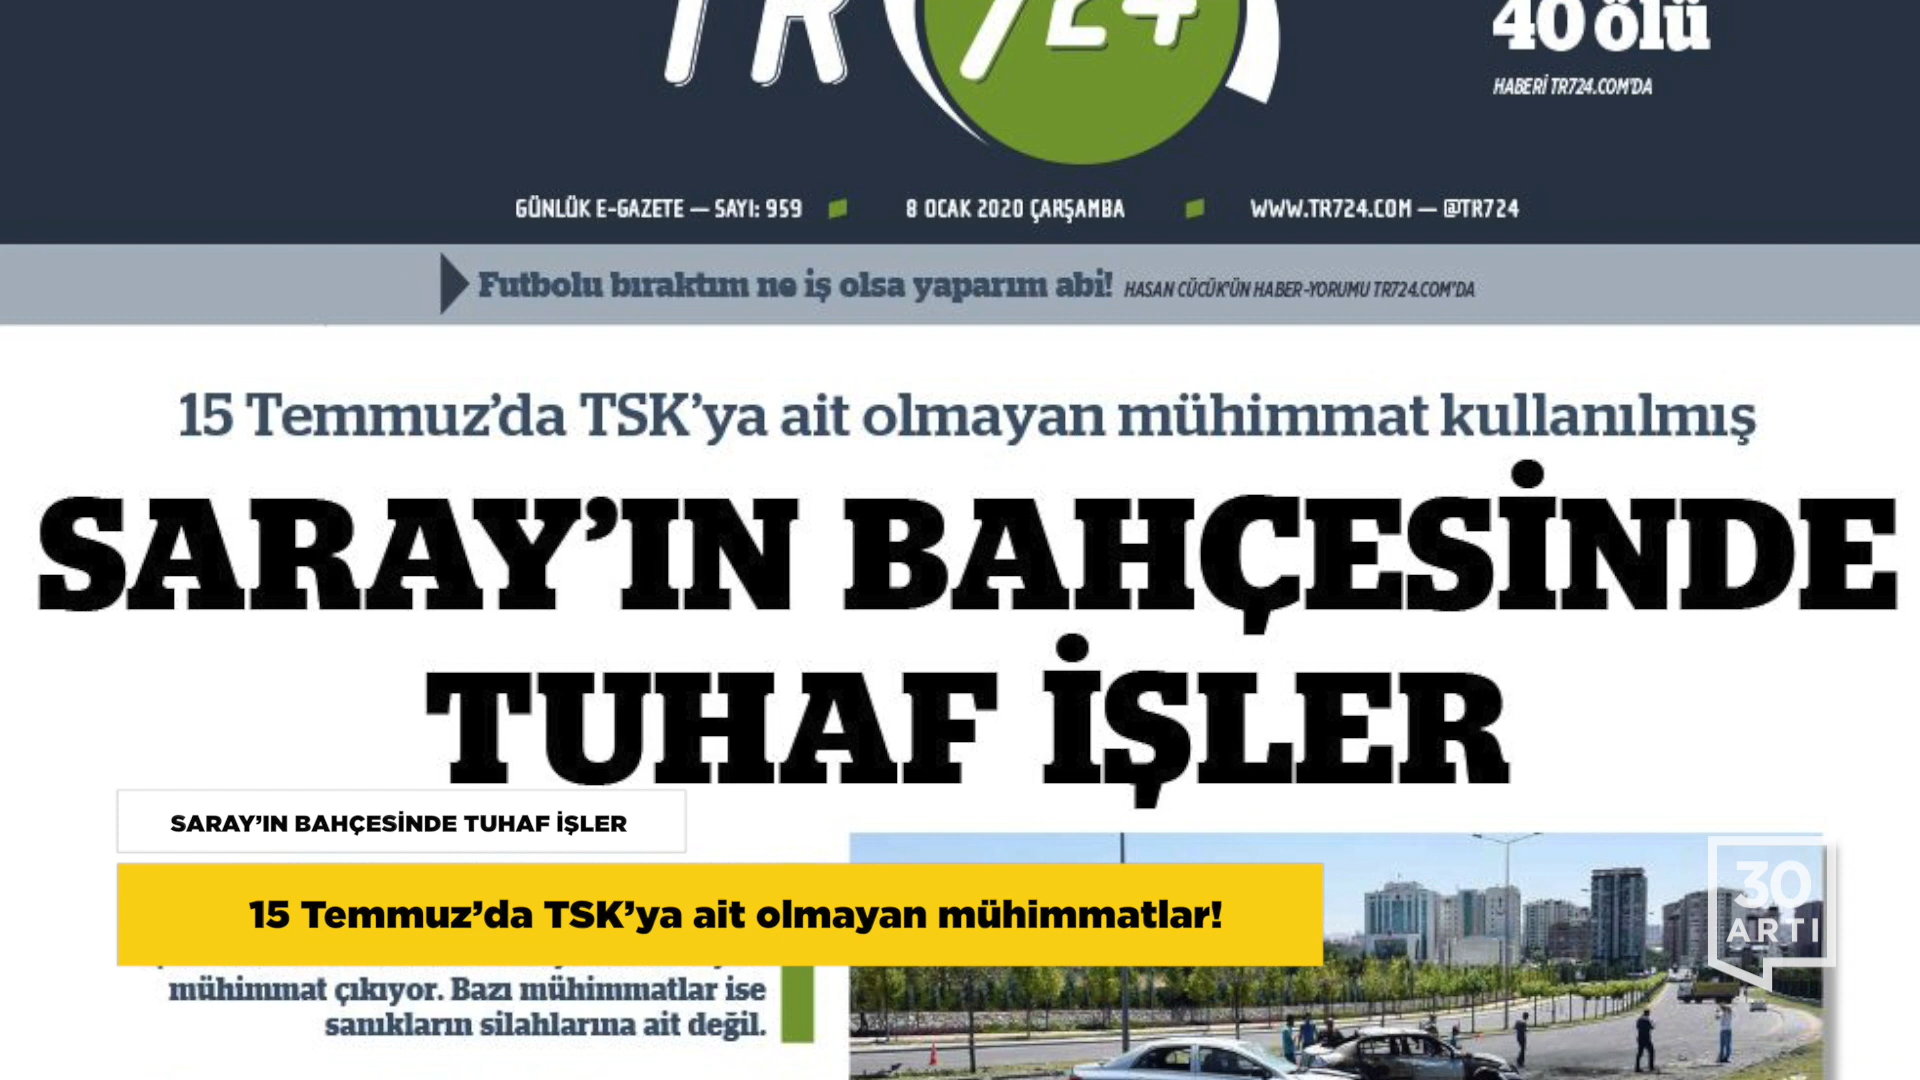 TR724
40 ölü
HABERİ TR724.COM'DA
GÜNLÜK E-GAZETE — SAYI: 959
8 OCAK 2020 ÇARŞAMBA
WWW.TR724.COM — @TR724
Futbolu bıraktım ne iş olsa yaparım abi! HASAN CÜCÜK'ÜN HABER-YORUMU TR724.COM'DA
15 Temmuz'da TSK'ya ait olmayan mühimmat kullanılmış
SARAY'IN BAHÇESİNDE
TUHAF İŞLER
SARAY'IN BAHÇESİNDE TUHAF İŞLER
15 Temmuz'da TSK'ya ait olmayan mühimmatlar!
mühimmat çıkıyor. Bazı mühimmatlar ise
sanıkların silahlarına ait değil.
30
ARTI